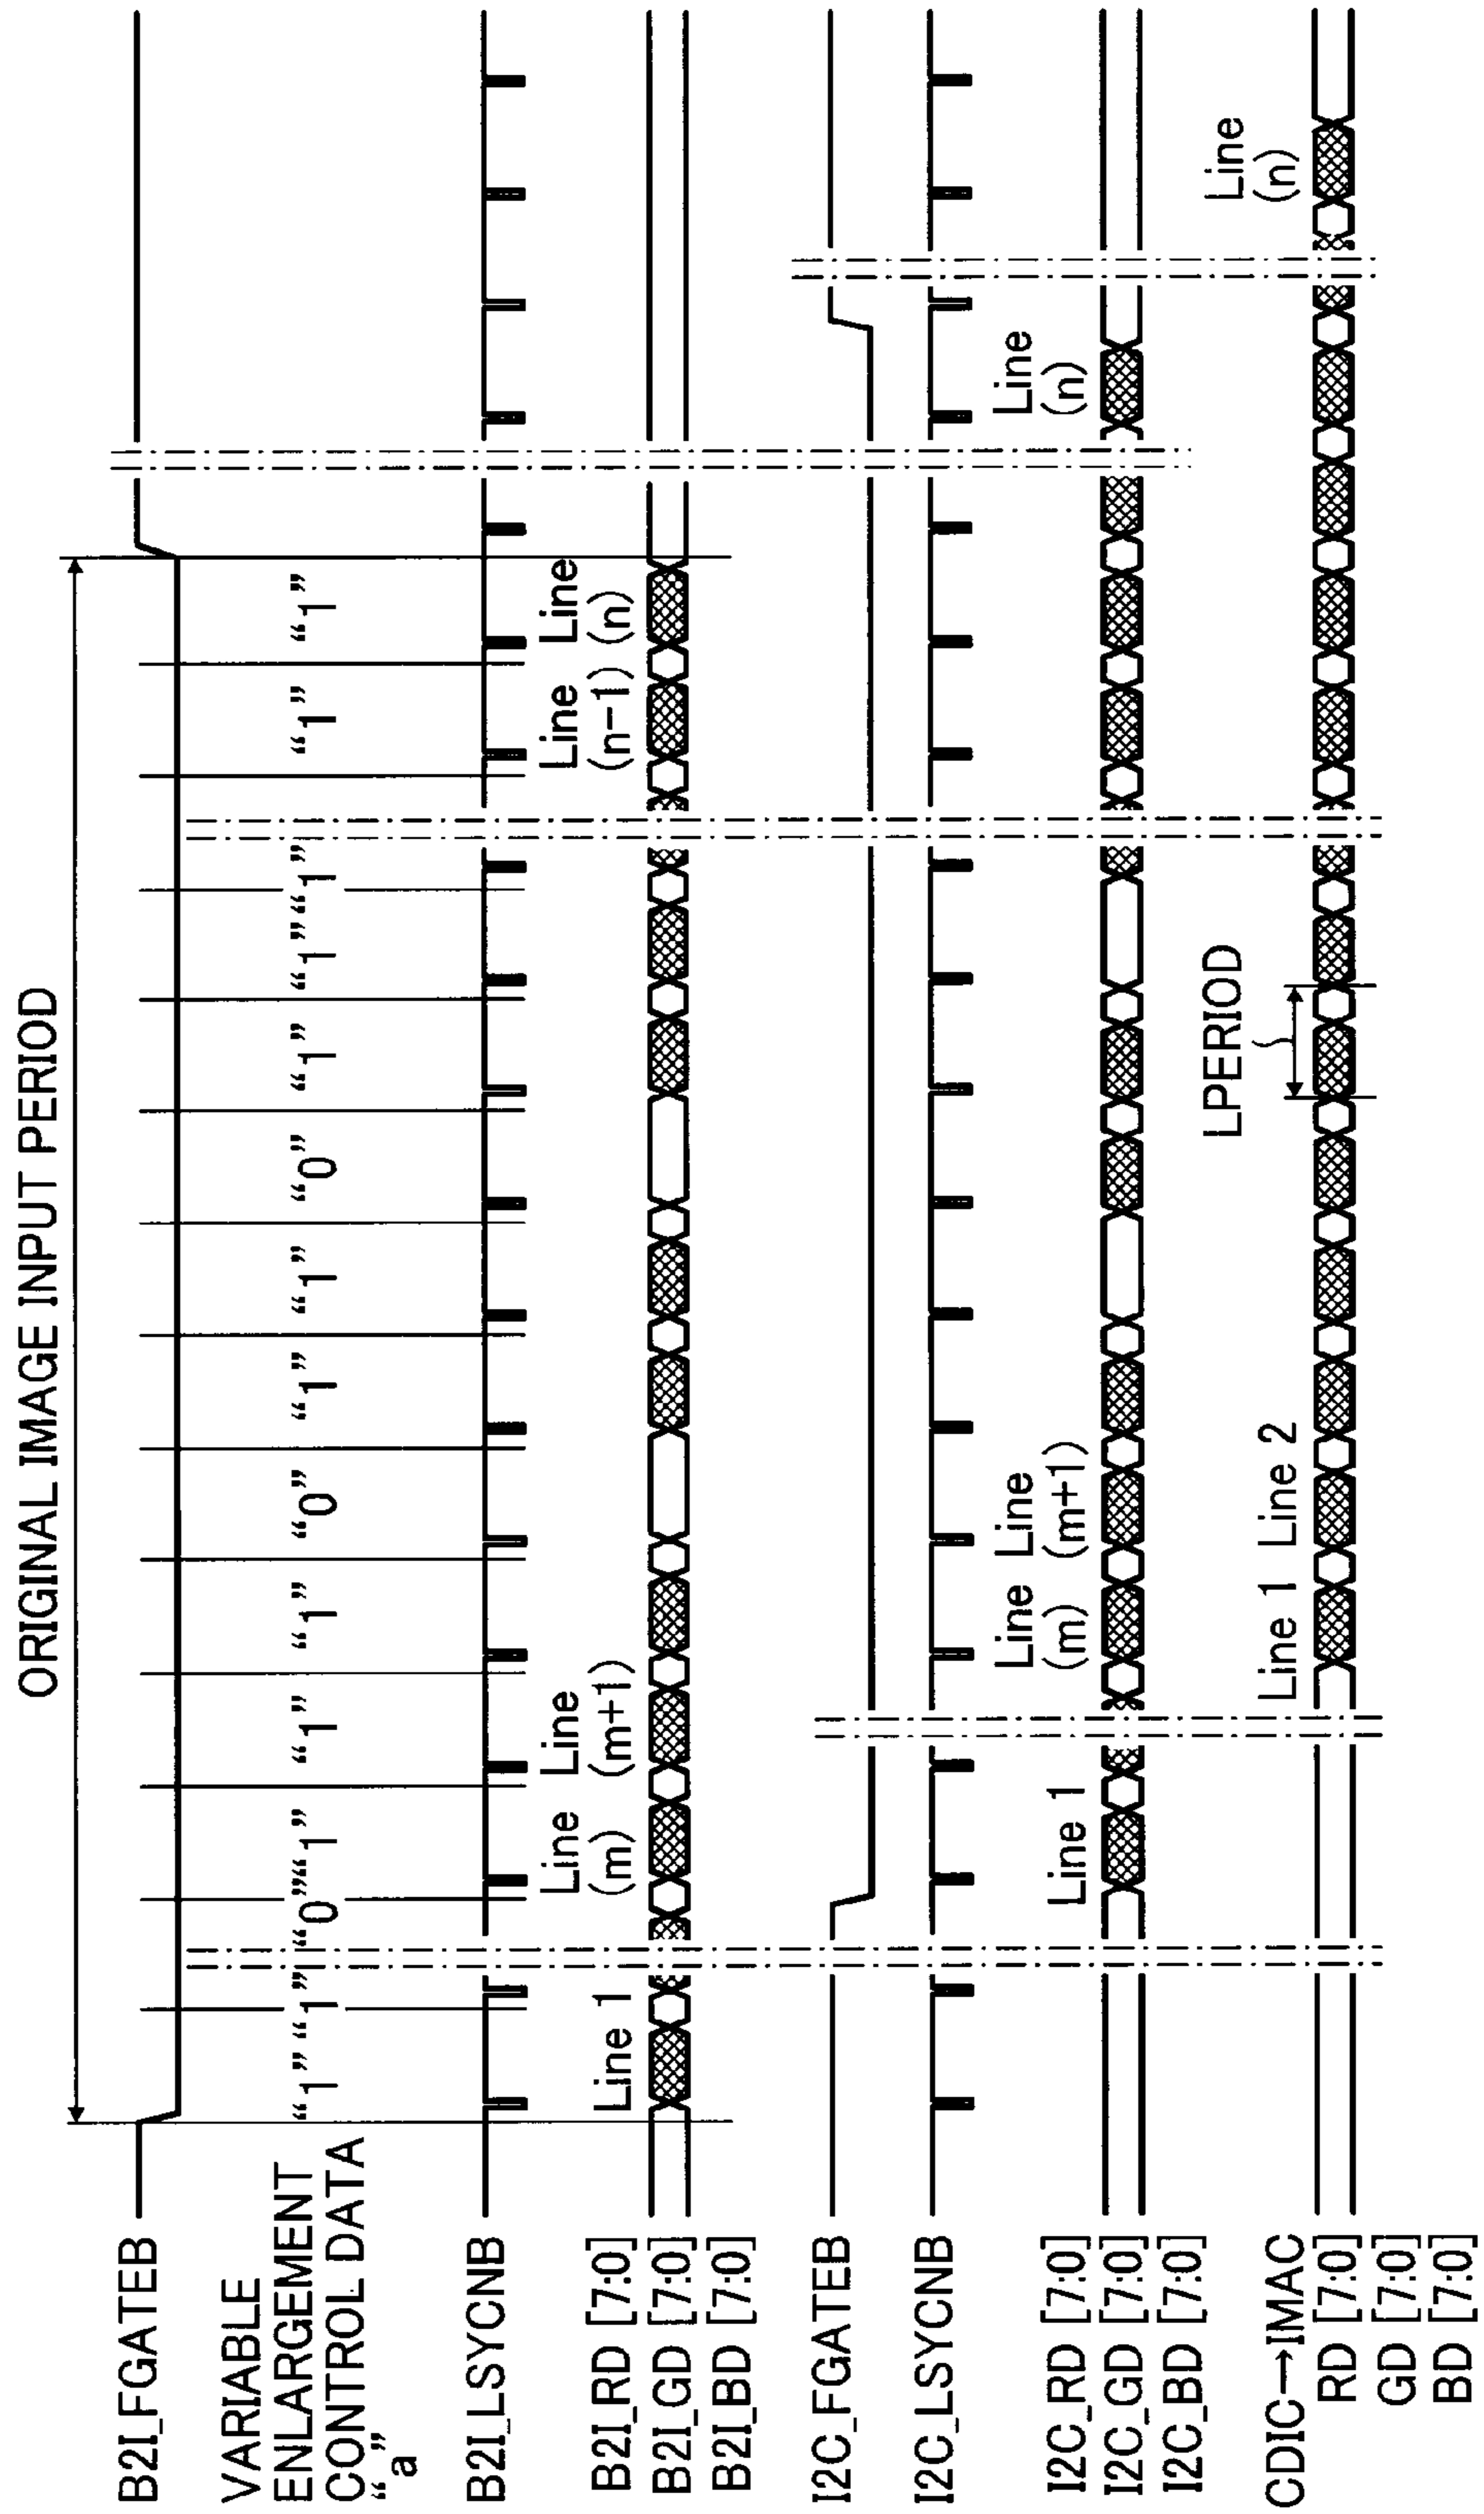 ORIGINAL IMAGE INPUT PERIOD
B2I_FGATEB
VARIABLE
ENLARGEMENT
CONTROL DATA
“a”
“1” “1” “0” “1” “1” “1” “0” “1” “1” “0” “1” “1” “1” “1” “1”
B2I_LSYCNB
Line 1
Line (m)
Line (m+1)
Line (n-1)
Line (n)
B2I_RD [7:0]
B2I_GD [7:0]
B2I_BD [7:0]
I2C_FGATEB
I2C_LSYCNB
Line 1
Line (m)
Line (m+1)
Line (n)
I2C_RD [7:0]
I2C_GD [7:0]
I2C_BD [7:0]
LPERIOD
Line 1 Line 2
Line (n)
CDIC→IMAC
RD [7:0]
GD [7:0]
BD [7:0]